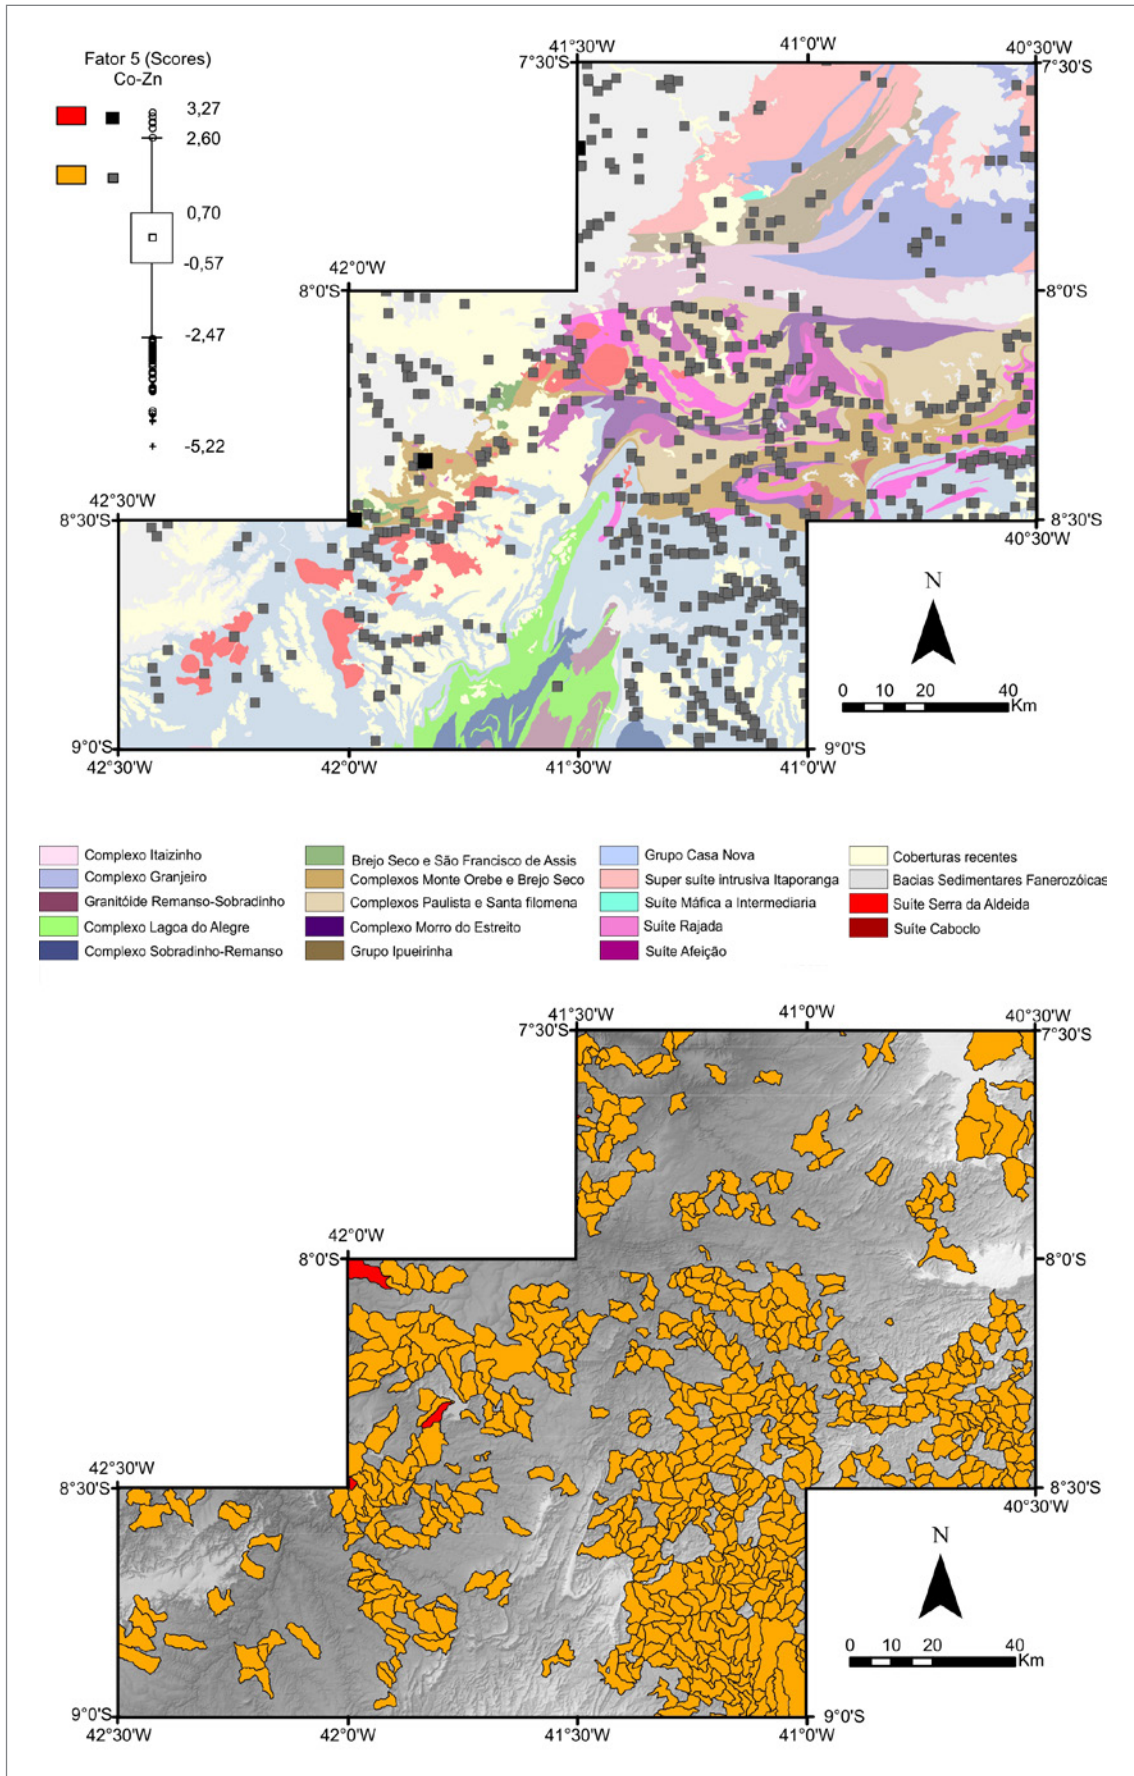 Fator 5 (Scores)
Co-Zn
3,27
2,60
0,70
-0,57
-2,47
-5,22
41°30'W
41°0'W
40°30'W
7°30'S
7°30'S
42°0'W
8°0'S
8°0'S
42°30'W
8°30'S
8°30'S
40°30'W
N
0 10 20 40
Km
9°0'S
9°0'S
42°30'W
42°0'W
41°30'W
41°0'W
Complexo Itaizinho
Complexo Granjeiro
Granitóide Remanso-Sobradinho
Complexo Lagoa do Alegre
Complexo Sobradinho-Remanso
Brejo Seco e São Francisco de Assis
Complexos Monte Orebe e Brejo Seco
Complexos Paulista e Santa filomena
Complexo Morro do Estreito
Grupo Ipueirinha
Grupo Casa Nova
Super suíte intrusiva Itaporanga
Suíte Máfica a Intermediaria
Suíte Rajada
Suíte Afeição
Coberturas recentes
Bacias Sedimentares Fanerozóicas
Suíte Serra da Aldeida
Suíte Caboclo
41°30'W
41°0'W
40°30'W
7°30'S
7°30'S
42°0'W
8°0'S
8°0'S
42°30'W
8°30'S
8°30'S
40°30'W
N
0 10 20 40
Km
9°0'S
9°0'S
42°30'W
42°0'W
41°30'W
41°0'W